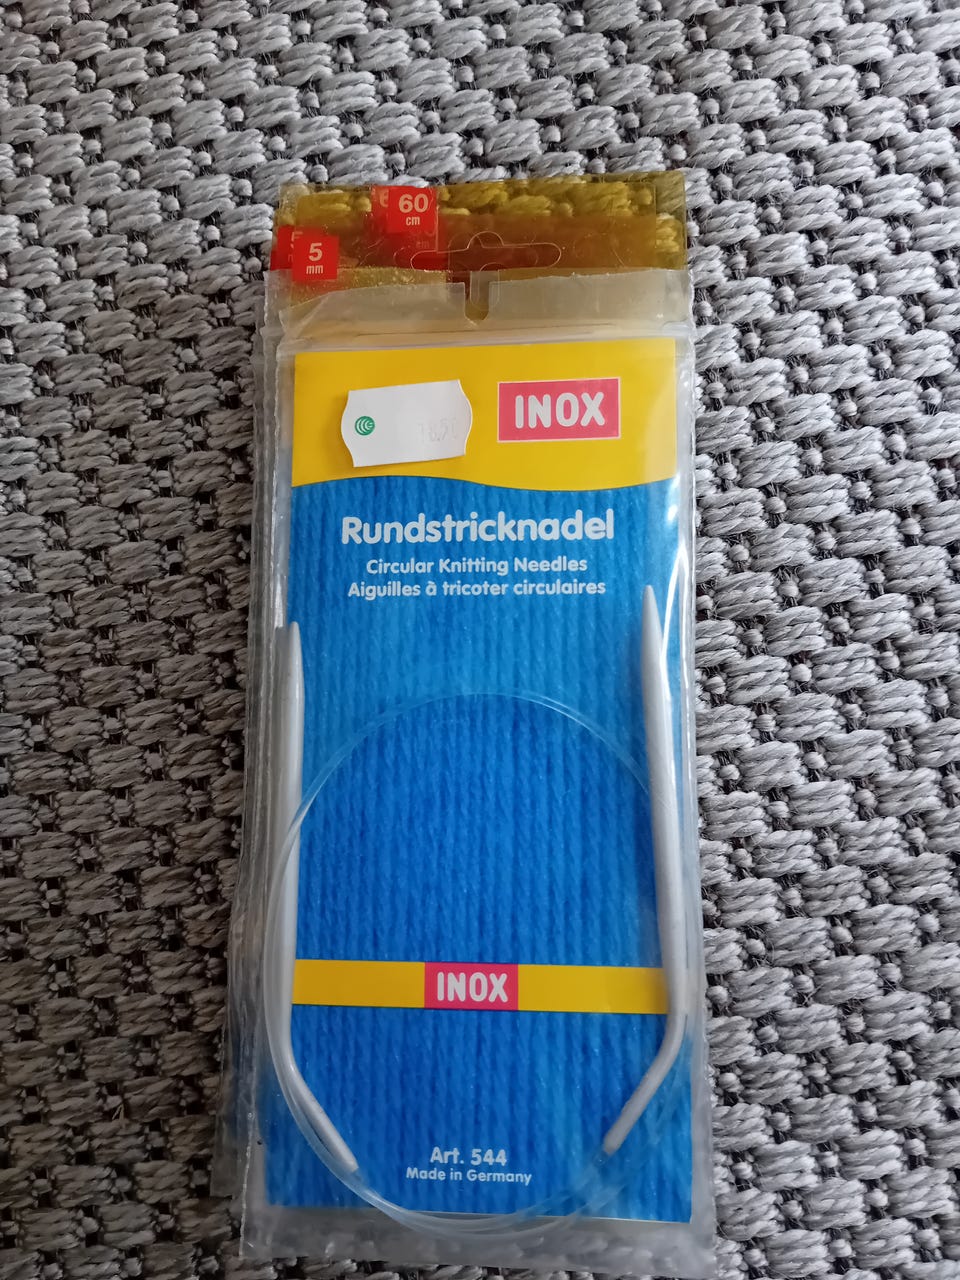 60
cm
5
mm
INOX
Rundstricknadel
Circular Knitting Needles
Aiguilles à tricoter circulaires
INOX
Art. 544
Made in Germany